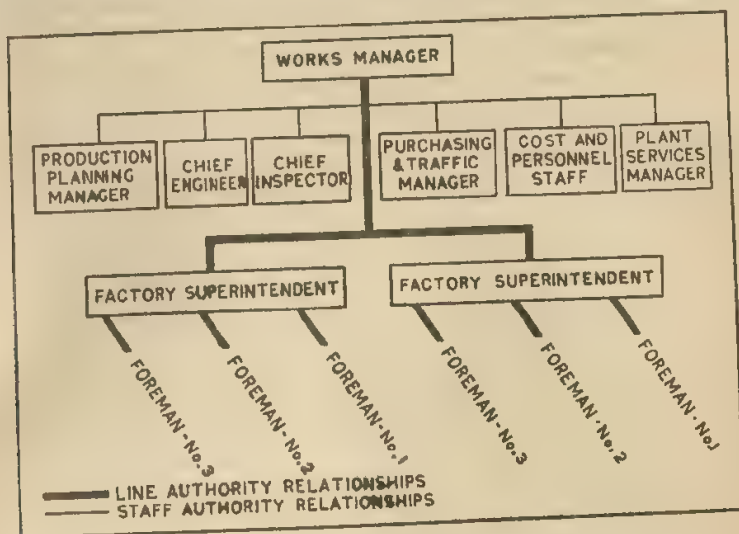 WORKS MANAGER
PRODUCTION
PLANNING
MANAGER
CHIEF
ENGINEER
CHIEF
INSPECTOR
PURCHASING
& TRAFFIC
MANAGER
COST AND
PERSONNEL
STAFF
PLANT
SERVICES
MANAGER
FACTORY SUPERINTENDENT
FACTORY SUPERINTENDENT
FOREMAN-No.3
FOREMAN-No.2
FOREMAN-No.1
FOREMAN-No.3
FOREMAN-No.2
FOREMAN-No.1
LINE AUTHORITY RELATIONSHIPS
STAFF AUTHORITY RELATIONSHIPS